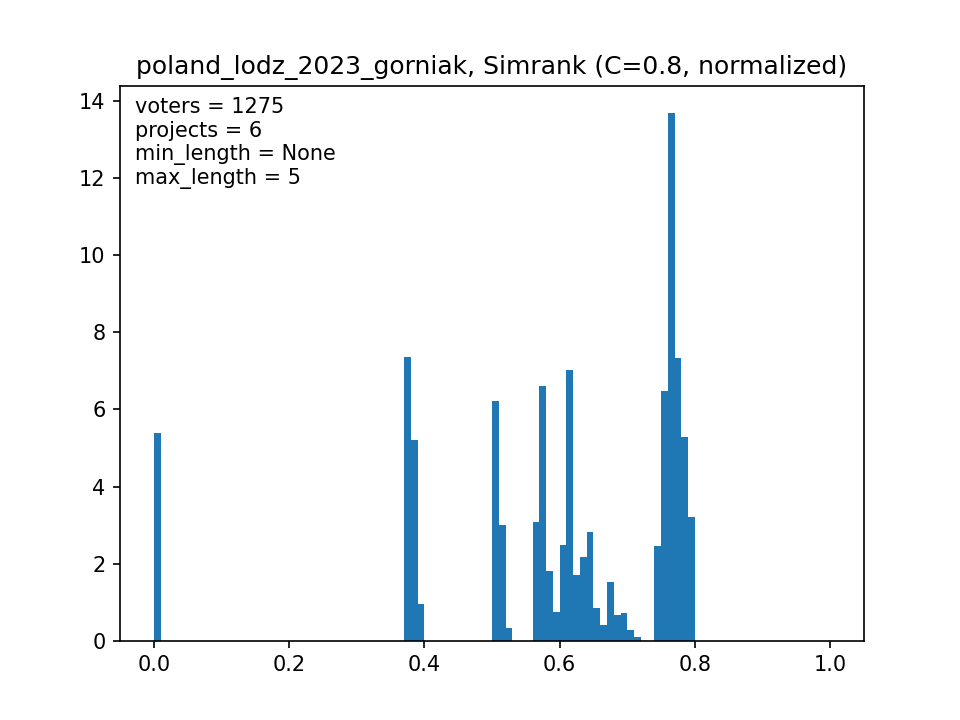 poland_lodz_2023_gorniak, Simrank (C=0.8, normalized)
voters = 1275
projects = 6
min_length = None
max_length = 5
14
12
10
8
6
4
2
0
0.0 0.2 0.4 0.6 0.8 1.0